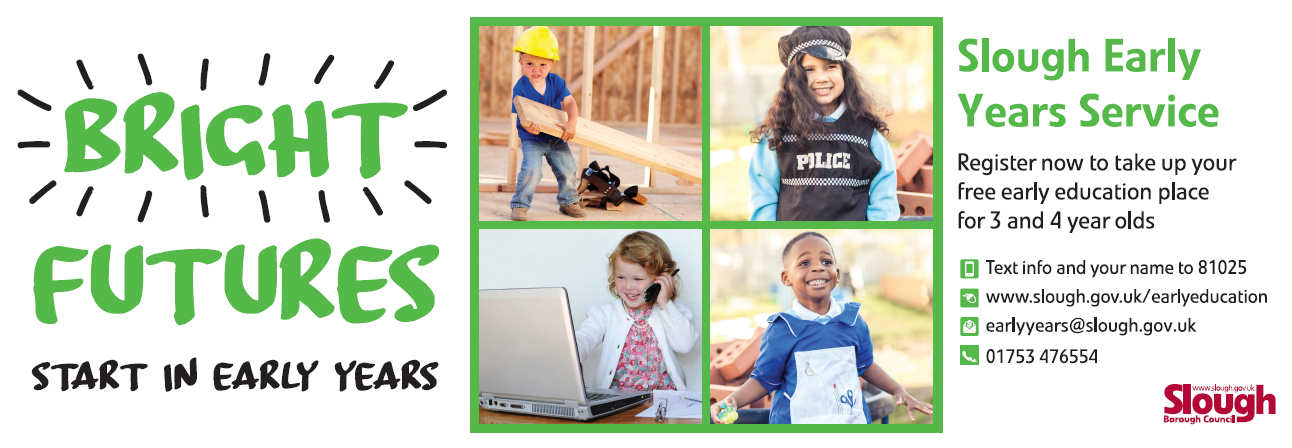 BRIGHT
FUTURES
START IN EARLY YEARS
POLICE
Slough Early
Years Service
Register now to take up your
free early education place
for 3 and 4 year olds
Text info and your name to 81025
www.slough.gov.uk/earlyeducation
earlyyears@slough.gov.uk
01753 476554
www.slough.gov.uk
Slough
Borough Council